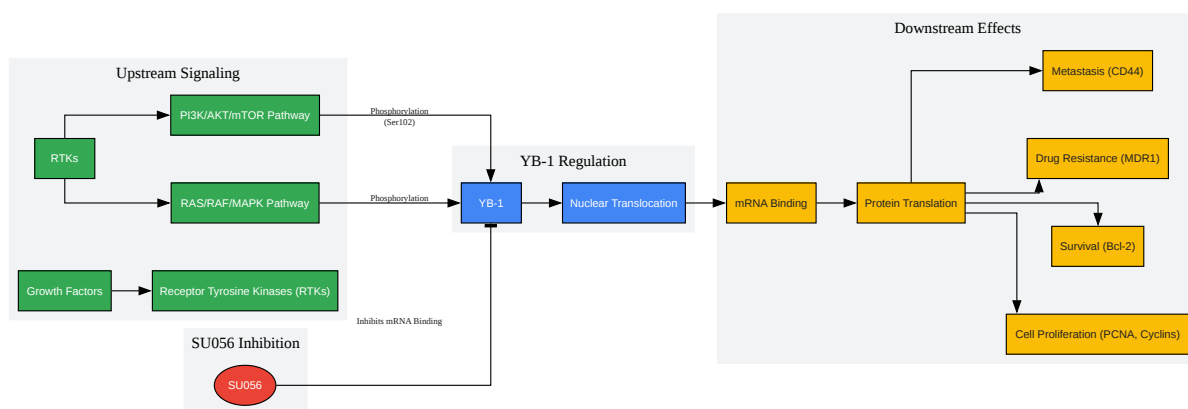 Downstream Effects
Upstream Signaling
Metastasis (CD44)
PI3K/AKT/mTOR Pathway
Phosphorylation
(Ser102)
RTKs
YB-1 Regulation
Drug Resistance (MDR1)
RAS/RAF/MAPK Pathway
Phosphorylation
YB-1
Nuclear Translocation
mRNA Binding
Protein Translation
Survival (Bcl-2)
Growth Factors
Receptor Tyrosine Kinases (RTKs)
Inhibits mRNA Binding
Cell Proliferation (PCNA, Cyclins)
SU056 Inhibition
SU056